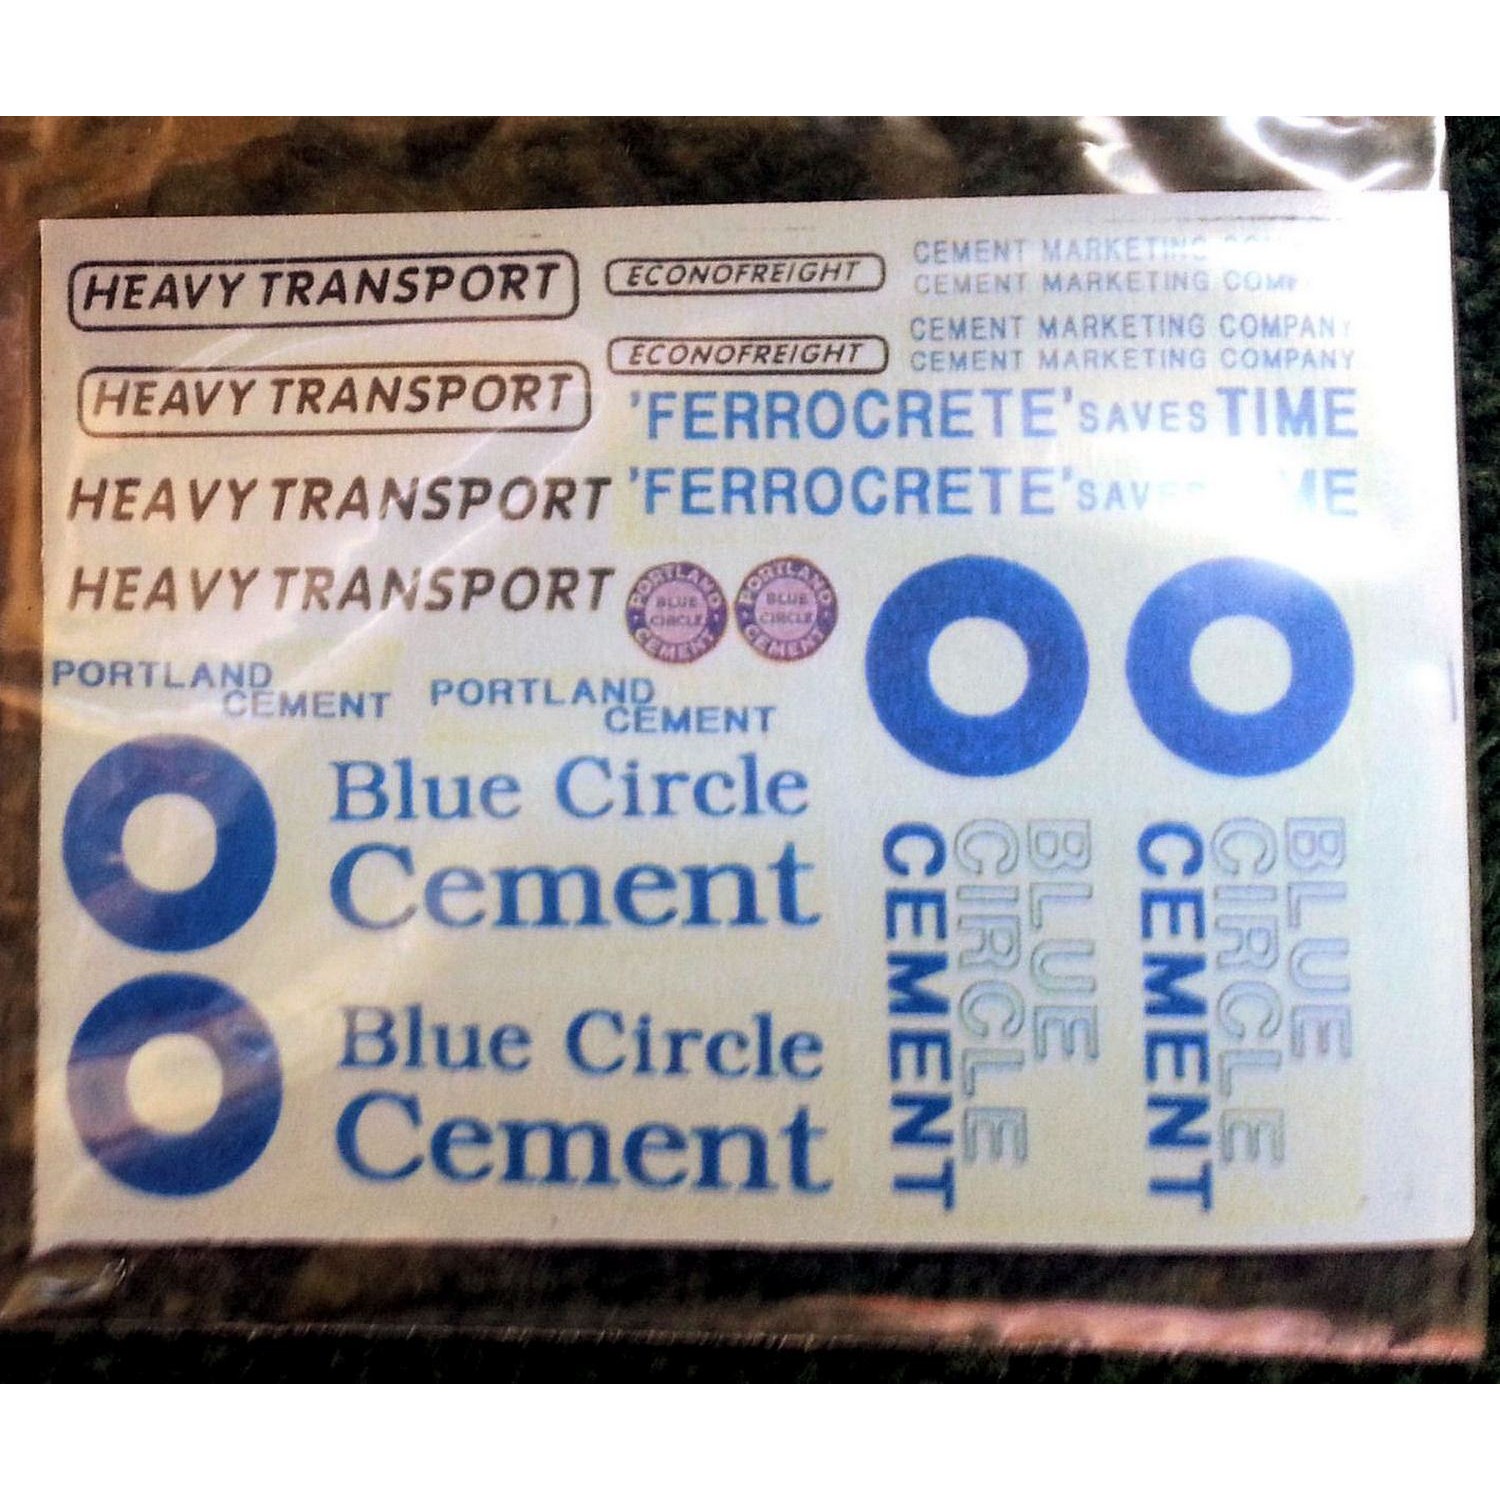 HEAVY TRANSPORT
HEAVY TRANSPORT
HEAVY TRANSPORT
HEAVY TRANSPORT
ECONOFREIGHT
ECONOFREIGHT
CEMENT MARKETING
CEMENT MARKETING
CEMENT MARKETING COMPANY
CEMENT MARKETING COMPANY
'FERROCRETE' SAVES TIME
'FERROCRETE'
PORTLAND
BLUE
CIRCLE
CEMENT
PORTLAND
BLUE
CIRCLE
CEMENT
PORTLAND
CEMENT
PORTLAND
CEMENT
Blue Circle
Cement
Blue Circle
Cement
BLUE
CIRCLE
CEMENT
BLUE
CIRCLE
CEMENT